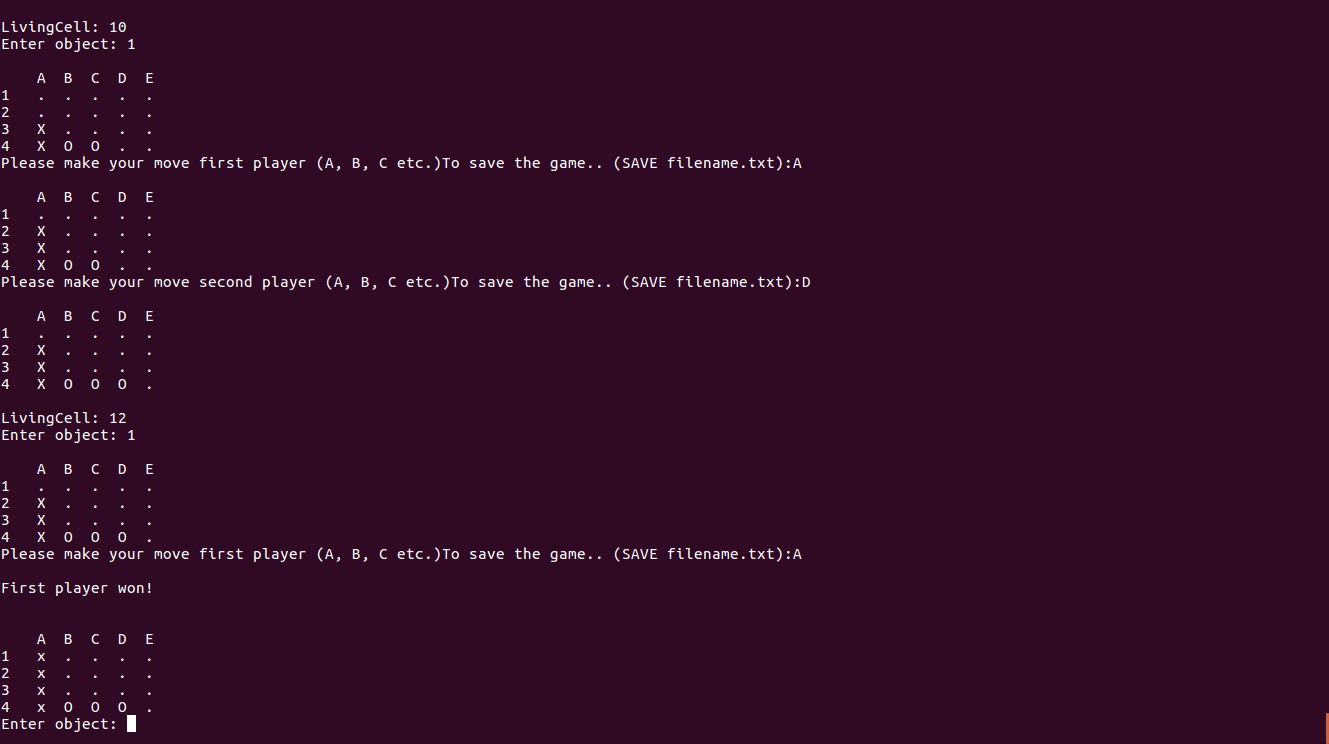 LivingCell: 10
Enter object: 1
    A  B  C  D  E
1   .  .  .  .  .
2   .  .  .  .  .
3   X  .  .  .  .
4   X  O  O  .  .
Please make your move first player (A, B, C etc.)To save the game.. (SAVE filename.txt):A
    A  B  C  D  E
1   .  .  .  .  .
2   X  .  .  .  .
3   X  .  .  .  .
4   X  O  O  .  .
Please make your move second player (A, B, C etc.)To save the game.. (SAVE filename.txt):D
    A  B  C  D  E
1   .  .  .  .  .
2   X  .  .  .  .
3   X  .  .  .  .
4   X  O  O  O  .
LivingCell: 12
Enter object: 1
    A  B  C  D  E
1   .  .  .  .  .
2   X  .  .  .  .
3   X  .  .  .  .
4   X  O  O  O  .
Please make your move first player (A, B, C etc.)To save the game.. (SAVE filename.txt):A
First player won!
    A  B  C  D  E
1   x  .  .  .  .
2   x  .  .  .  .
3   x  .  .  .  .
4   x  O  O  O  .
Enter object: